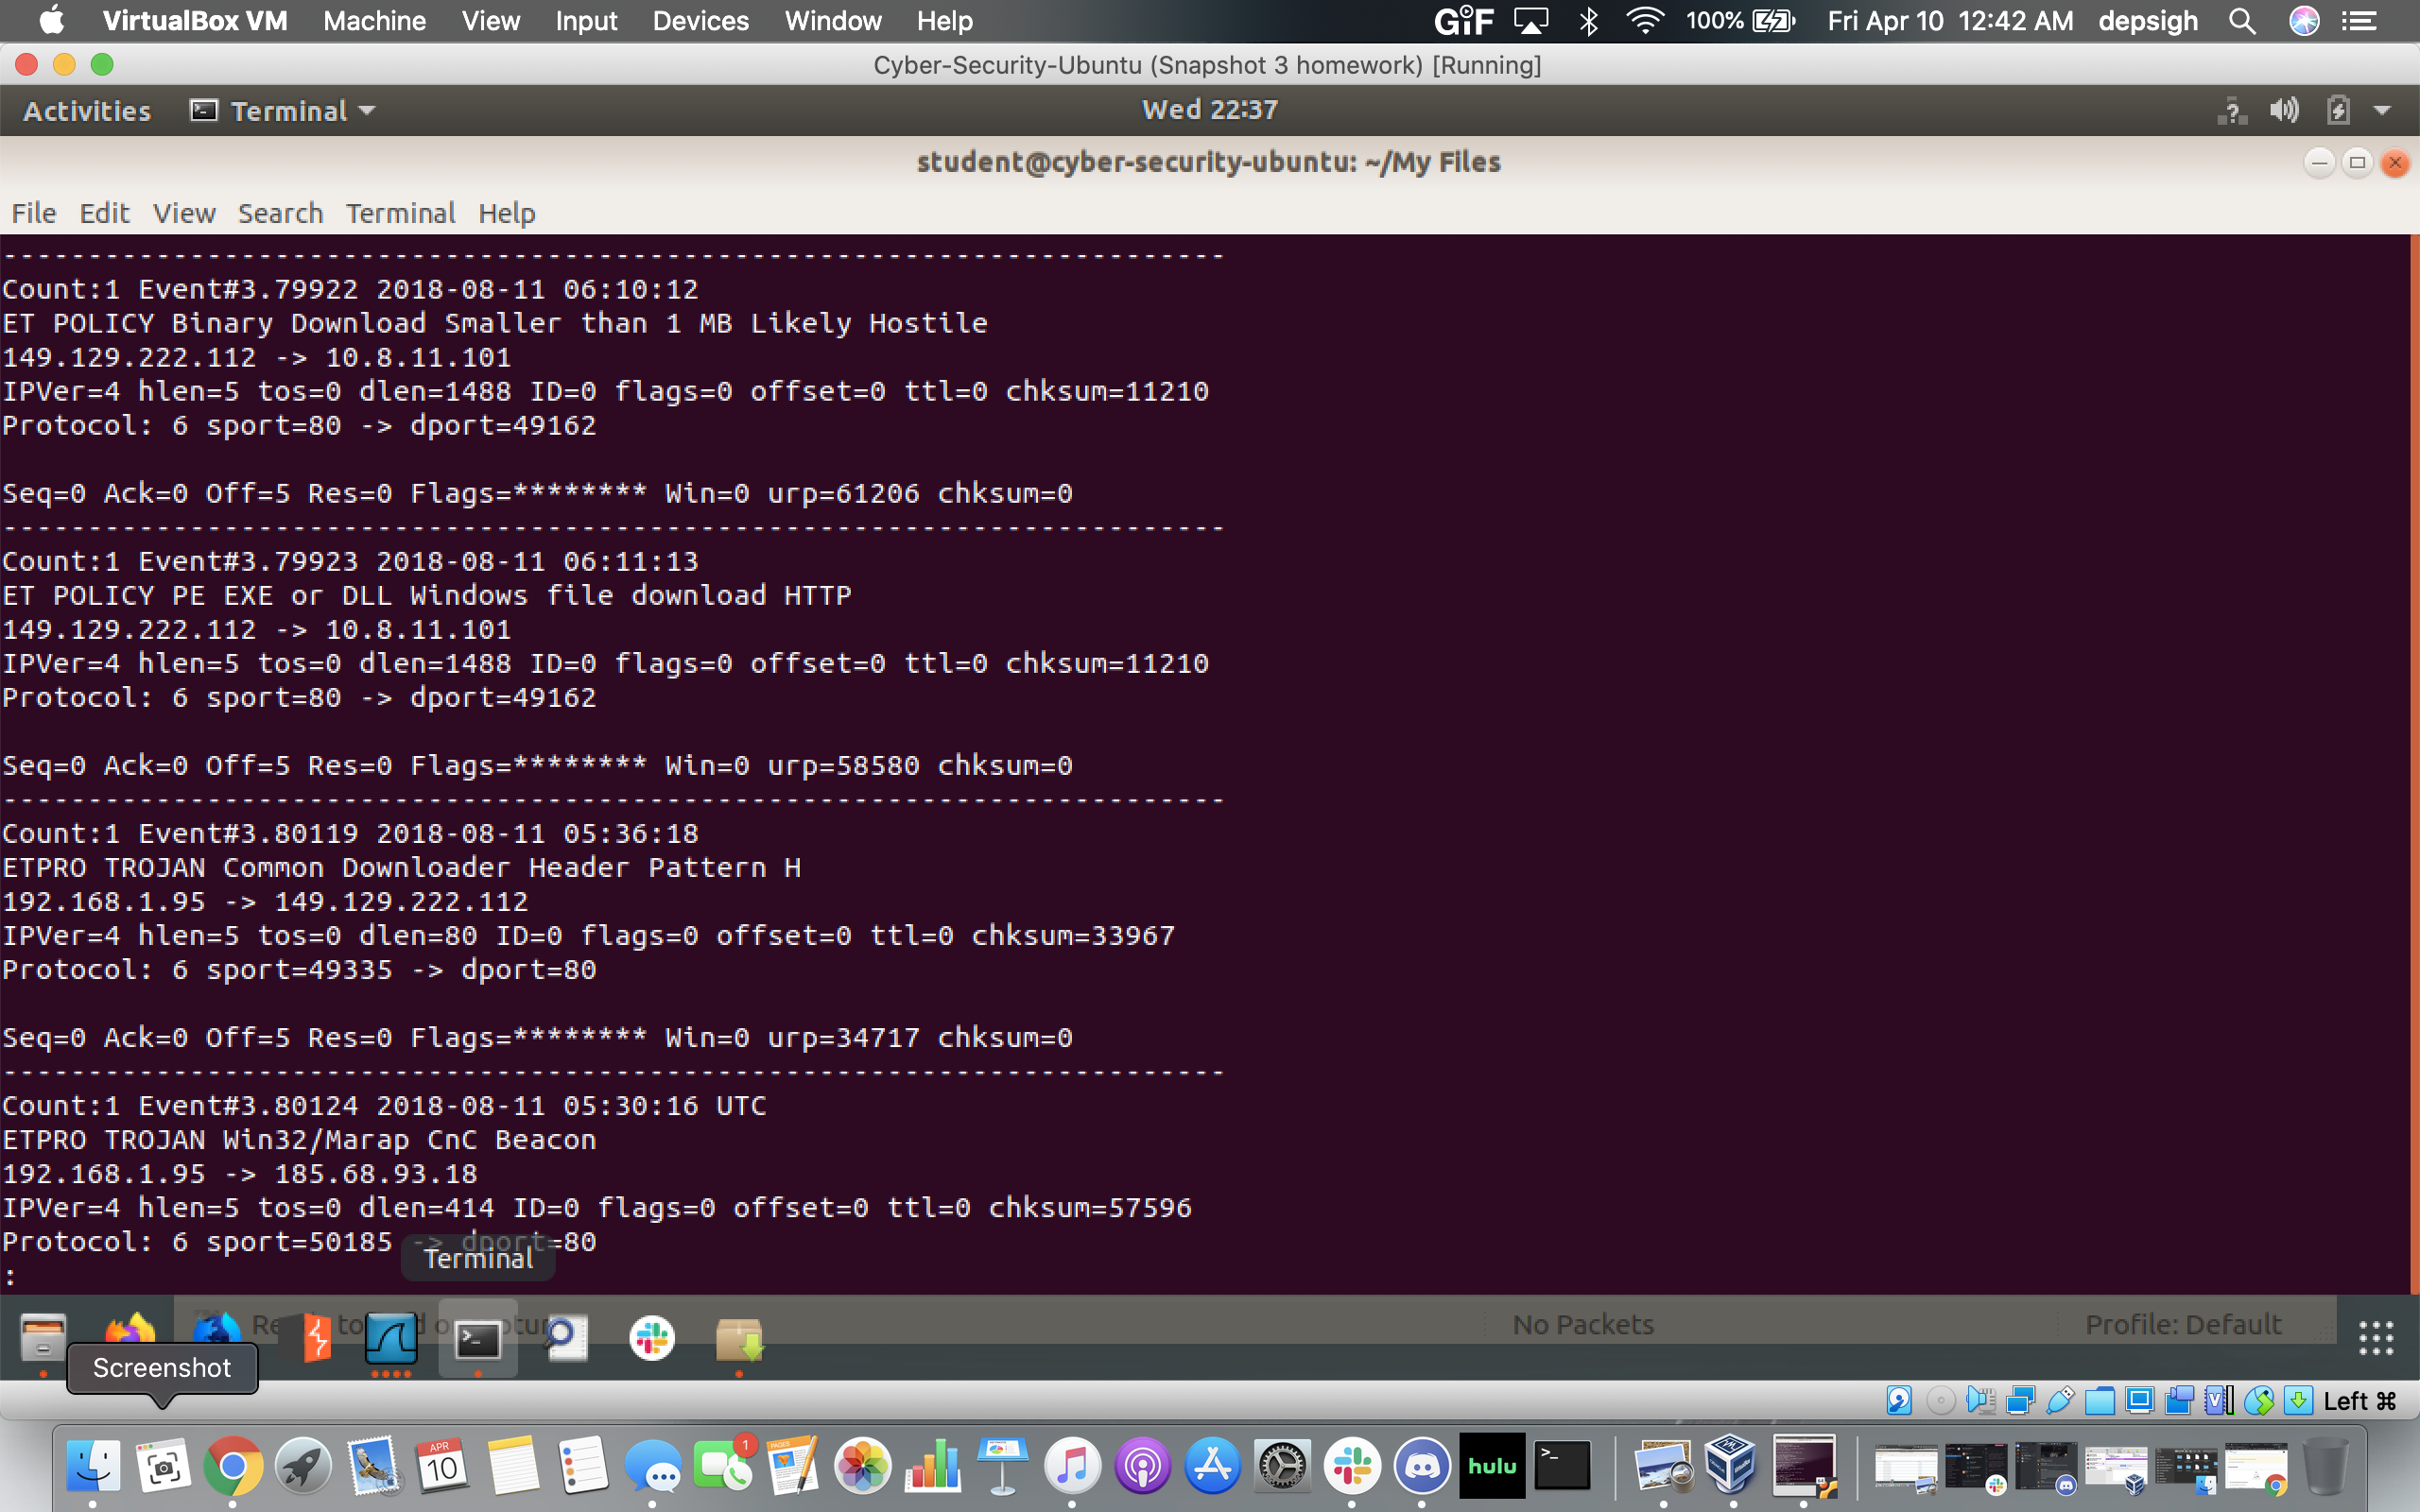 VirtualBox VM Machine View Input Devices Window Help GIF 100% Fri Apr 10 12:42 AM depsigh
Cyber-Security-Ubuntu (Snapshot 3 homework) [Running]
Activities Terminal Wed 22:37
student@cyber-security-ubuntu: ~/My Files
File Edit View Search Terminal Help
------------------------------------------------------------------------
Count:1 Event#3.79922 2018-08-11 06:10:12
ET POLICY Binary Download Smaller than 1 MB Likely Hostile
149.129.222.112 -> 10.8.11.101
IPVer=4 hlen=5 tos=0 dlen=1488 ID=0 flags=0 offset=0 ttl=0 chksum=11210
Protocol: 6 sport=80 -> dport=49162
Seq=0 Ack=0 Off=5 Res=0 Flags=******** Win=0 urp=61206 chksum=0
------------------------------------------------------------------------
Count:1 Event#3.79923 2018-08-11 06:11:13
ET POLICY PE EXE or DLL Windows file download HTTP
149.129.222.112 -> 10.8.11.101
IPVer=4 hlen=5 tos=0 dlen=1488 ID=0 flags=0 offset=0 ttl=0 chksum=11210
Protocol: 6 sport=80 -> dport=49162
Seq=0 Ack=0 Off=5 Res=0 Flags=******** Win=0 urp=58580 chksum=0
------------------------------------------------------------------------
Count:1 Event#3.80119 2018-08-11 05:36:18
ETPRO TROJAN Common Downloader Header Pattern H
192.168.1.95 -> 149.129.222.112
IPVer=4 hlen=5 tos=0 dlen=80 ID=0 flags=0 offset=0 ttl=0 chksum=33967
Protocol: 6 sport=49335 -> dport=80
Seq=0 Ack=0 Off=5 Res=0 Flags=******** Win=0 urp=34717 chksum=0
------------------------------------------------------------------------
Count:1 Event#3.80124 2018-08-11 05:30:16 UTC
ETPRO TROJAN Win32/Marap CnC Beacon
192.168.1.95 -> 185.68.93.18
IPVer=4 hlen=5 tos=0 dlen=414 ID=0 flags=0 offset=0 ttl=0 chksum=57596
Protocol: 6 sport=50185 -> dport=80
Terminal
:
No Packets Profile: Default
Screenshot
Left ⌘
APR
10
PAGES
1
hulu